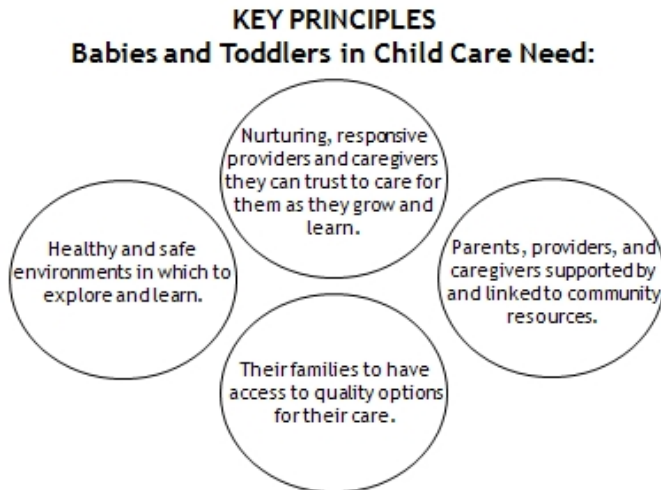 KEY PRINCIPLES
Babies and Toddlers in Child Care Need:
Nurturing, responsive
providers and caregivers
they can trust to care for
them as they grow and
learn.
Healthy and safe
environments in which to
explore and learn.
Parents, providers, and
caregivers supported by
and linked to community
resources.
Their families to have
access to quality options
for their care.